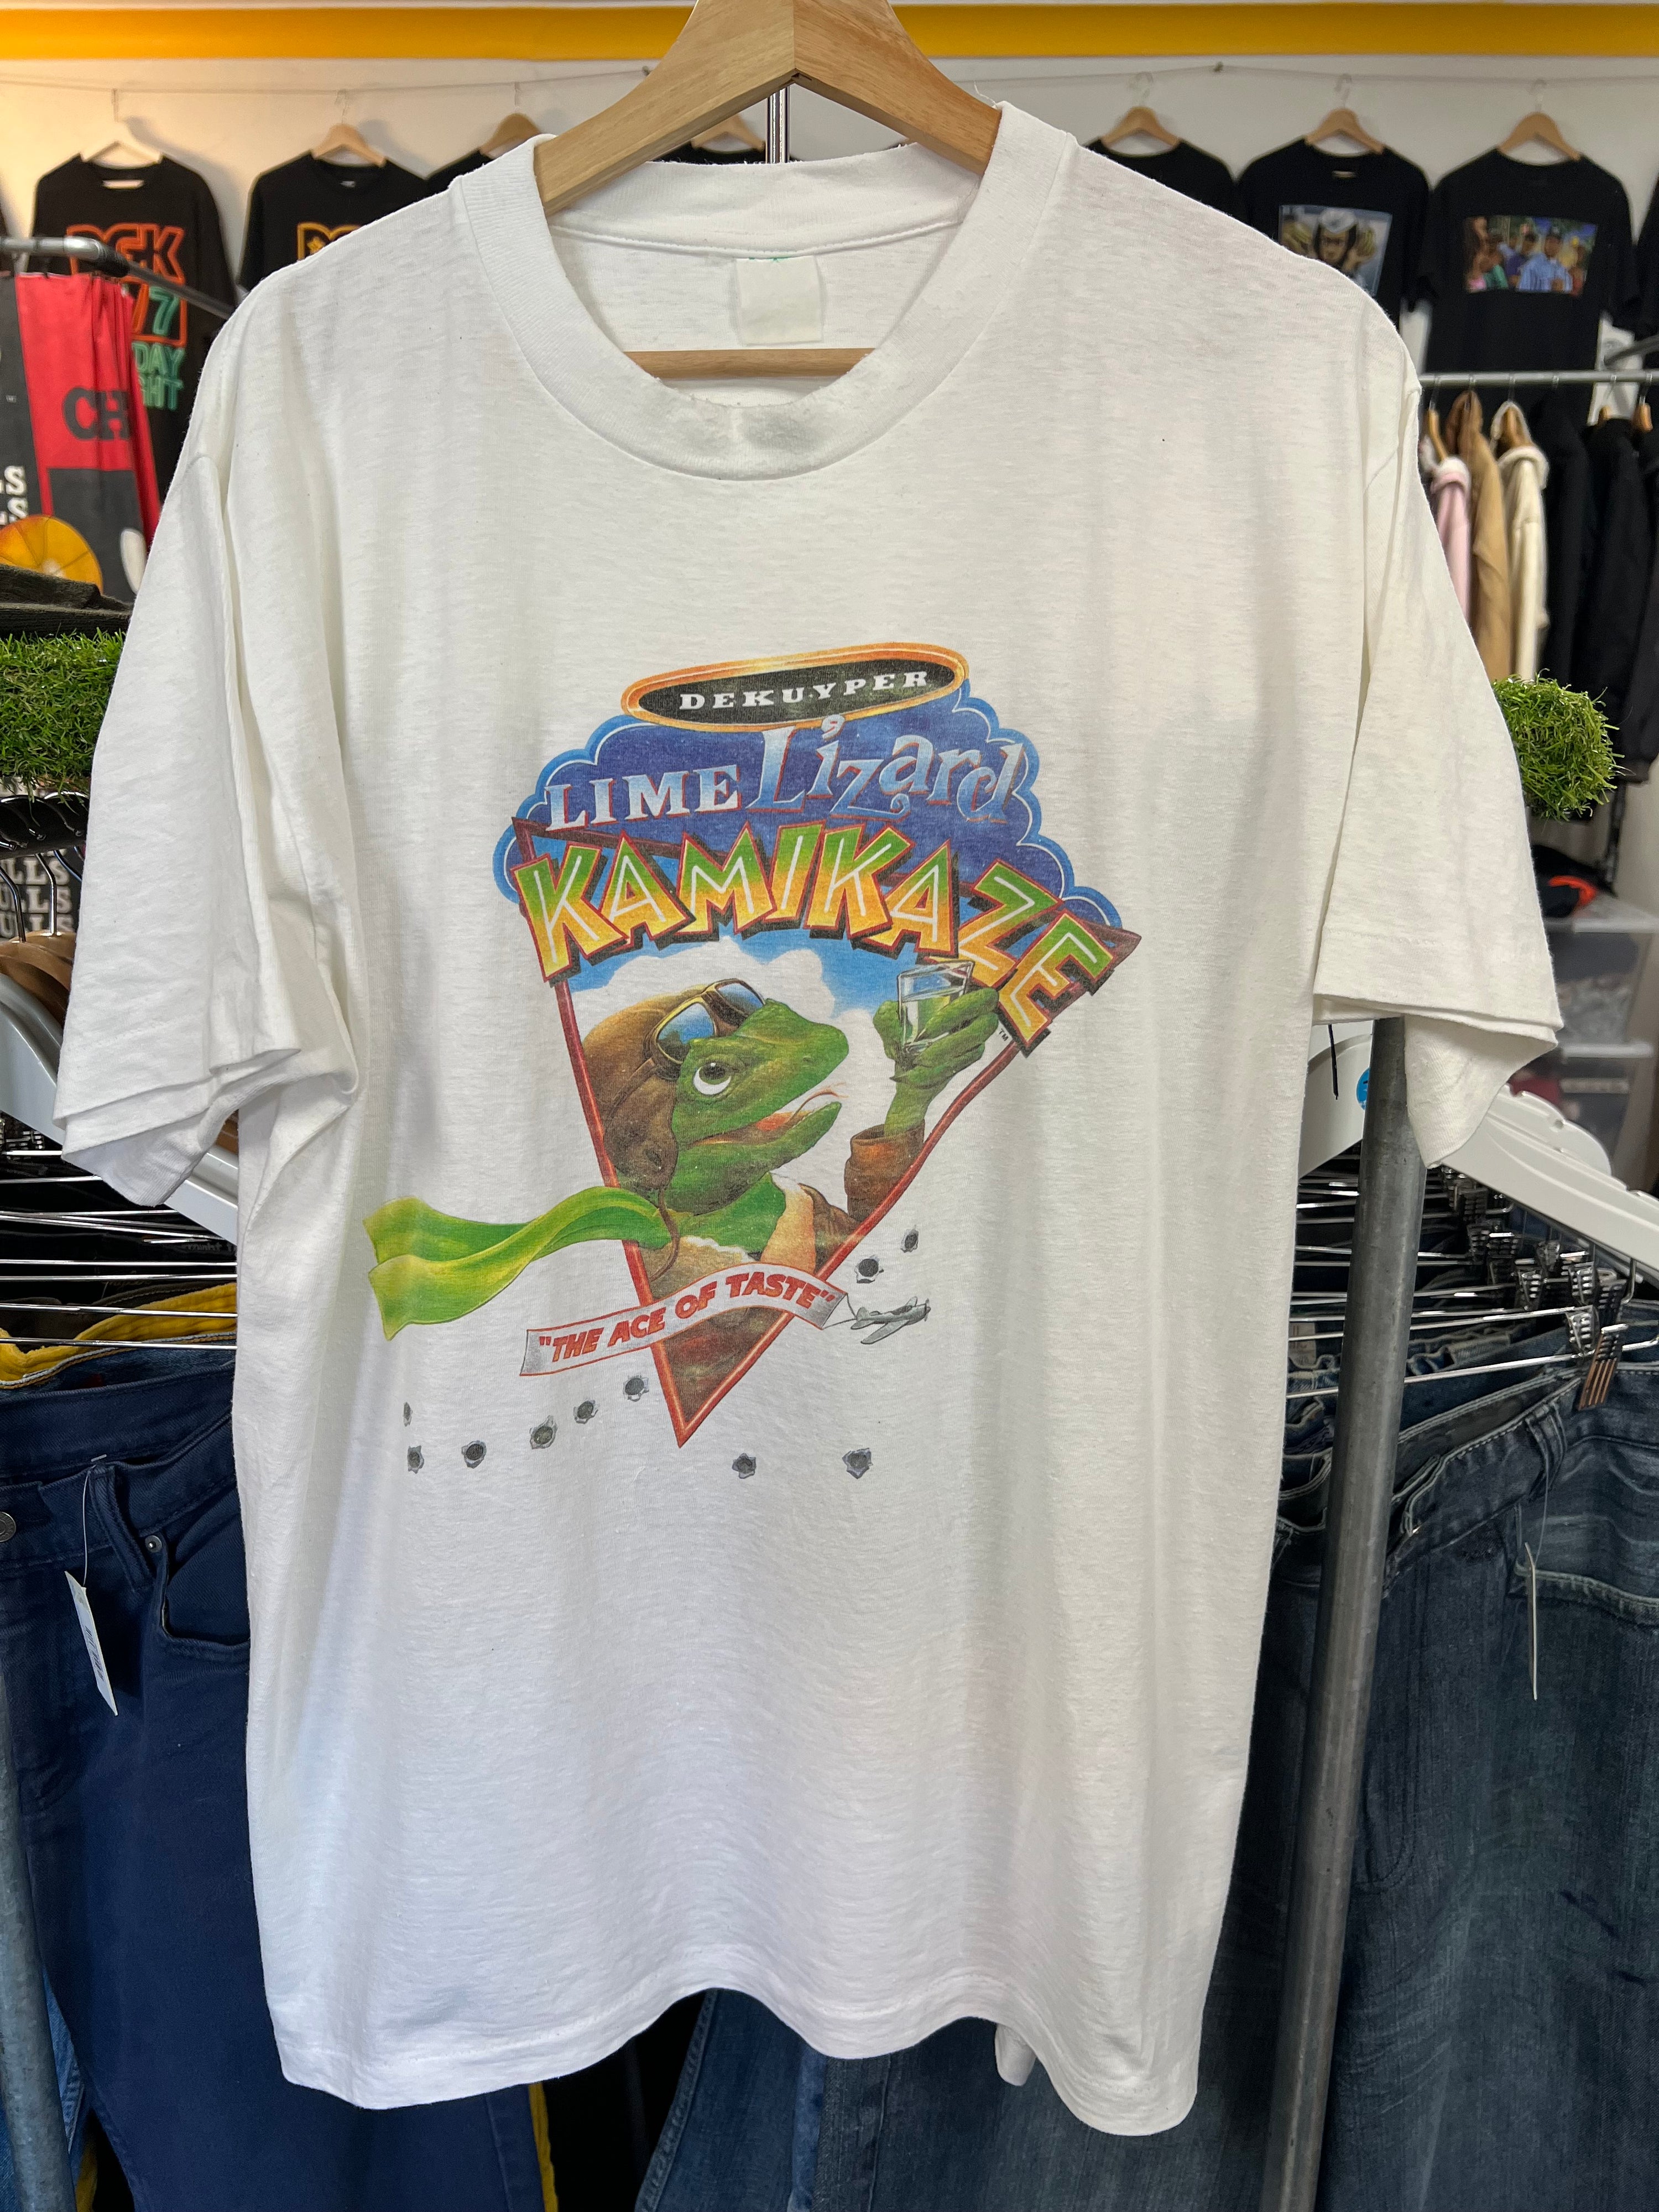 DEKUYPER
LIME Lizard
KAMIKAZE
TM
"THE ACE OF TASTE"